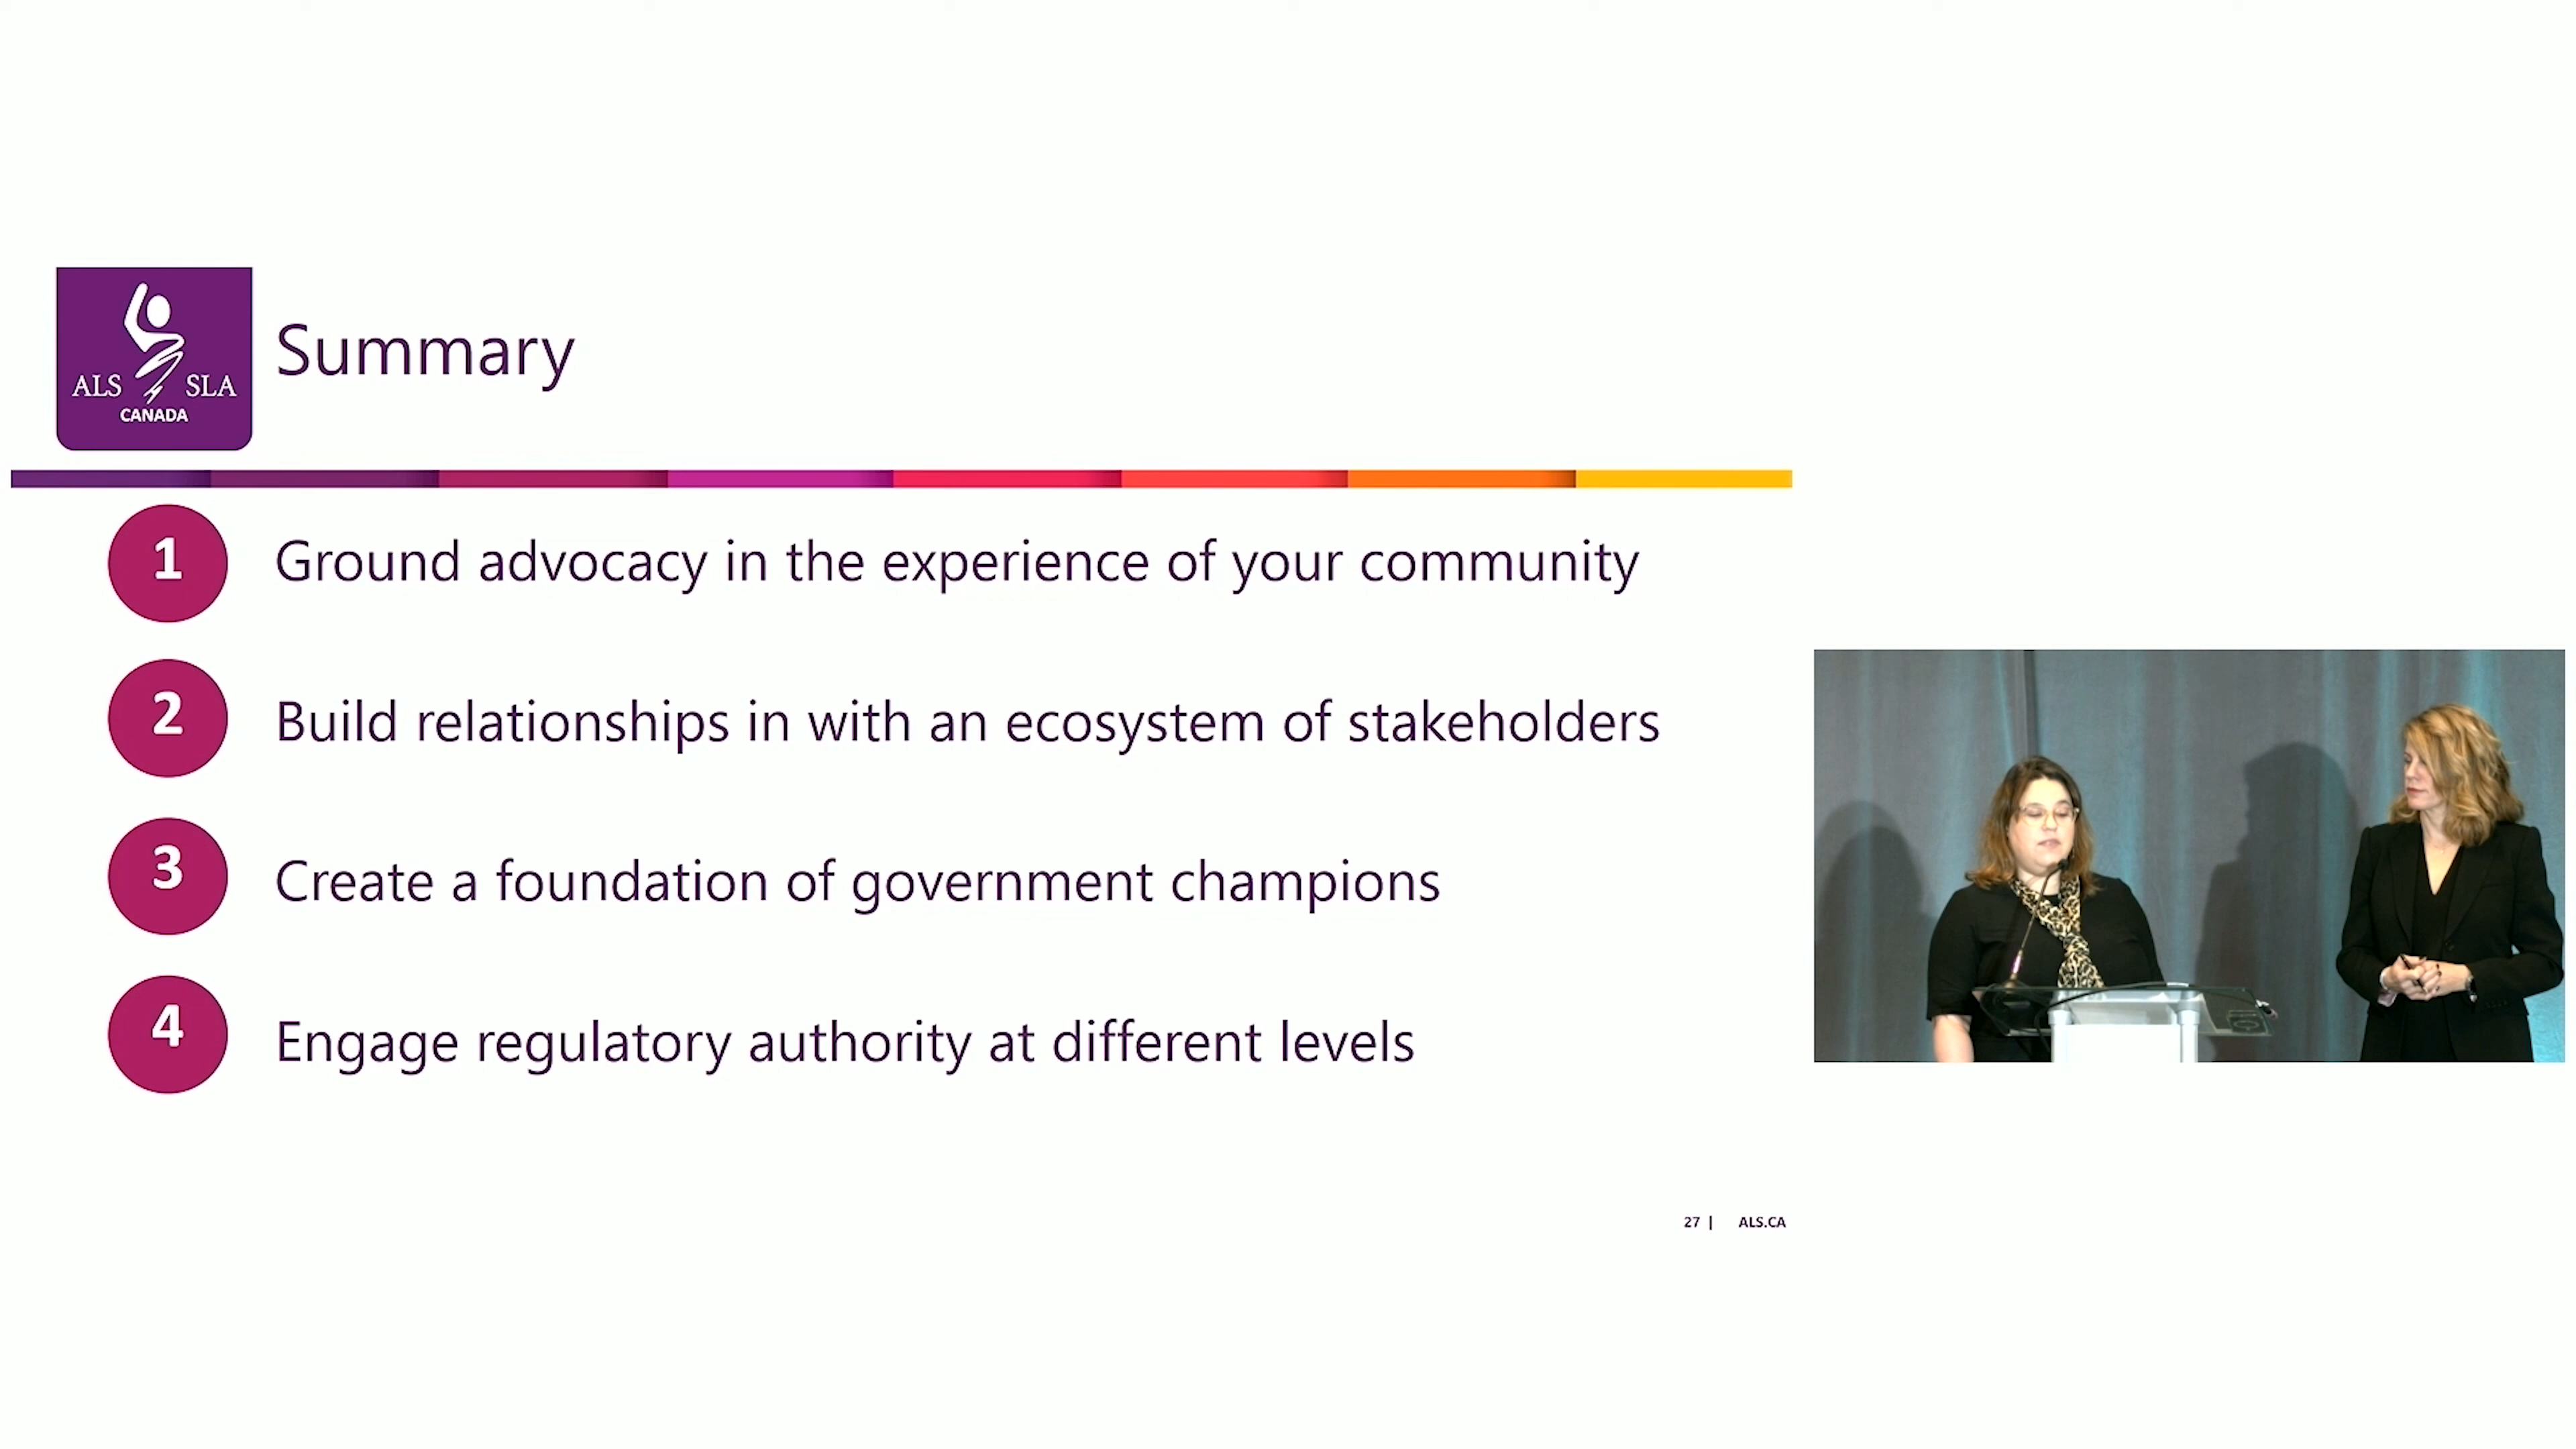 ALS SLA
CANADA
Summary
1 Ground advocacy in the experience of your community
2 Build relationships in with an ecosystem of stakeholders
3 Create a foundation of government champions
4 Engage regulatory authority at different levels
27 | ALS.CA